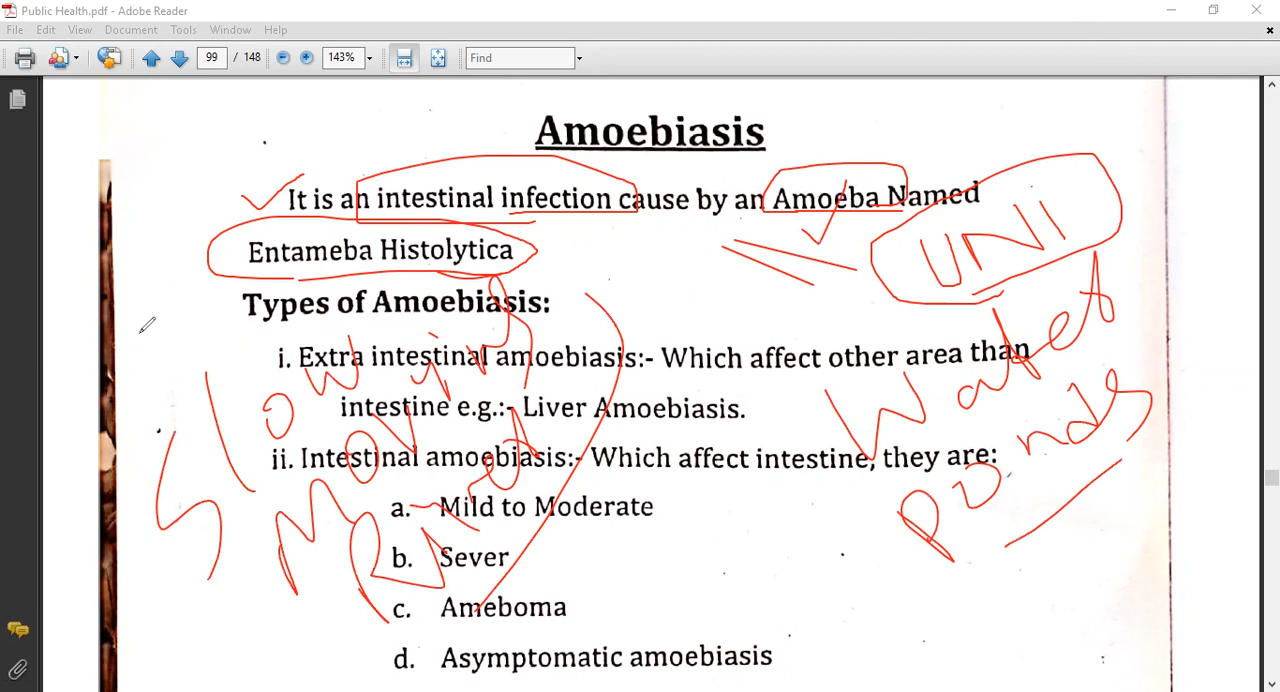 Public Health.pdf - Adobe Reader
File Edit View Document Tools Window Help
99 / 148 143% Find
Amoebiasis
It is an intestinal infection cause by an Amoeba Named
UNI
Entameba Histolytica
Types of Amoebiasis:
i. Extra intestinal amoebiasis:- Which affect other area than
intestine e.g.:- Liver Amoebiasis.
ii. Intestinal amoebiasis:- Which affect intestine, they are:
a. Mild to Moderate
b. Sever
c. Ameboma
d. Asymptomatic amoebiasis
Slow
Moving
Water
Ponds